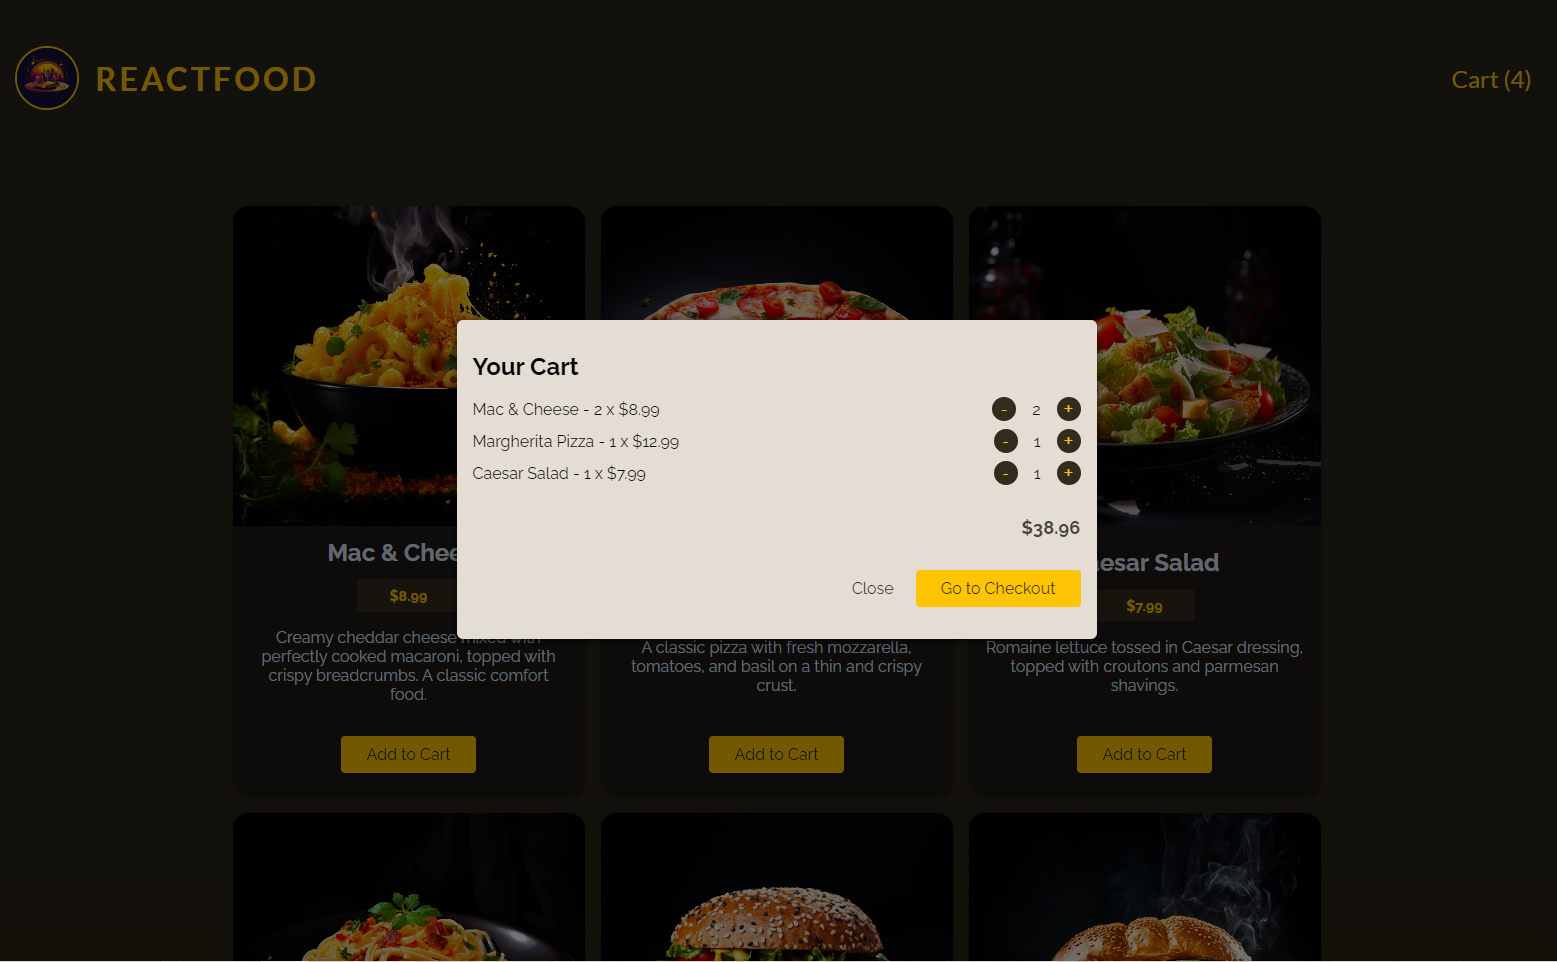 REACTFOOD
Cart (4)
Your Cart
Mac & Cheese - 2 x $8.99
- 2 +
Margherita Pizza - 1 x $12.99
- 1 +
Caesar Salad - 1 x $7.99
- 1 +
$38.96
Close
Go to Checkout
Mac & Chee
$8.99
Creamy cheddar cheese mixed with
perfectly cooked macaroni, topped with
crispy breadcrumbs. A classic comfort
food.
Add to Cart
A classic pizza with fresh mozzarella,
tomatoes, and basil on a thin and crispy
crust.
Add to Cart
esar Salad
$7.99
Romaine lettuce tossed in Caesar dressing,
topped with croutons and parmesan
shavings.
Add to Cart